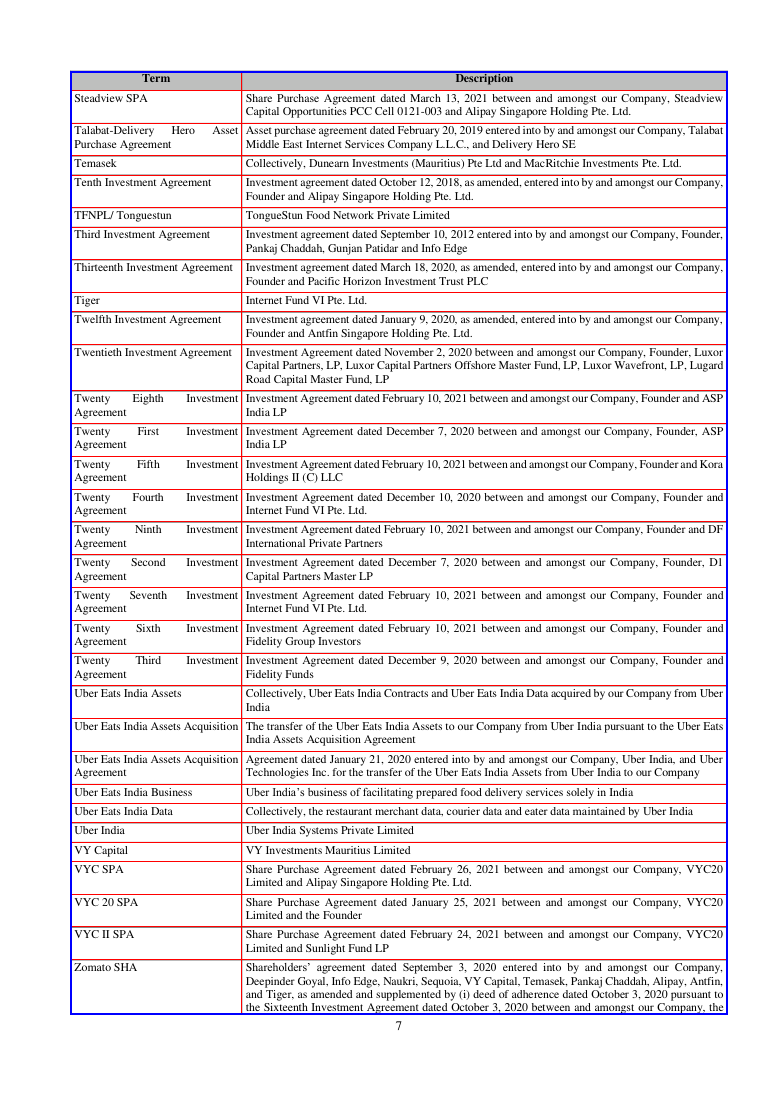 Term Description
Steadview SPA Share Purchase Agreement dated March 13, 2021 between and amongst our Company, Steadview
Capital Opportunities PCC Cell 0121-003 and Alipay Singapore Holding Pte. Ltd.
Talabat-Delivery Hero Asset Asset purchase agreement dated February 20, 2019 entered into by and amongst our Company, Talabat
Purchase Agreement Middle East Internet Services Company L.L.C., and Delivery Hero SE
Temasek Collectively, Dunearn Investments (Mauritius) Pte Ltd and MacRitchie Investments Pte. Ltd.
Tenth Investment Agreement Investment agreement dated October 12, 2018, as amended, entered into by and amongst our Company,
Founder and Alipay Singapore Holding Pte. Ltd.
TFNPL/ Tonguestun TongueStun Food Network Private Limited
Third Investment Agreement Investment agreement dated September 10, 2012 entered into by and amongst our Company, Founder,
Pankaj Chaddah, Gunjan Patidar and Info Edge
Thirteenth Investment Agreement Investment agreement dated March 18, 2020, as amended, entered into by and amongst our Company,
Founder and Pacific Horizon Investment Trust PLC
Tiger Internet Fund VI Pte. Ltd.
Twelfth Investment Agreement Investment agreement dated January 9, 2020, as amended, entered into by and amongst our Company,
Founder and Antfin Singapore Holding Pte. Ltd.
Twentieth Investment Agreement Investment Agreement dated November 2, 2020 between and amongst our Company, Founder, Luxor
Capital Partners, LP, Luxor Capital Partners Offshore Master Fund, LP, Luxor Wavefront, LP, Lugard
Road Capital Master Fund, LP
Twenty Eighth Investment Investment Agreement dated February 10, 2021 between and amongst our Company, Founder and ASP
Agreement India LP
Twenty First Investment Investment Agreement dated December 7, 2020 between and amongst our Company, Founder, ASP
Agreement India LP
Twenty Fifth Investment Investment Agreement dated February 10, 2021 between and amongst our Company, Founder and Kora
Agreement Holdings II (C) LLC
Twenty Fourth Investment Investment Agreement dated December 10, 2020 between and amongst our Company, Founder and
Agreement Internet Fund VI Pte. Ltd.
Twenty Ninth Investment Investment Agreement dated February 10, 2021 between and amongst our Company, Founder and DF
Agreement International Private Partners
Twenty Second Investment Investment Agreement dated December 7, 2020 between and amongst our Company, Founder, D1
Agreement Capital Partners Master LP
Twenty Seventh Investment Investment Agreement dated February 10, 2021 between and amongst our Company, Founder and
Agreement Internet Fund VI Pte. Ltd.
Twenty Sixth Investment Investment Agreement dated February 10, 2021 between and amongst our Company, Founder and
Agreement Fidelity Group Investors
Twenty Third Investment Investment Agreement dated December 9, 2020 between and amongst our Company, Founder and
Agreement Fidelity Funds
Uber Eats India Assets Collectively, Uber Eats India Contracts and Uber Eats India Data acquired by our Company from Uber
India
Uber Eats India Assets Acquisition The transfer of the Uber Eats India Assets to our Company from Uber India pursuant to the Uber Eats
India Assets Acquisition Agreement
Uber Eats India Assets Acquisition Agreement dated January 21, 2020 entered into by and amongst our Company, Uber India, and Uber
Agreement Technologies Inc. for the transfer of the Uber Eats India Assets from Uber India to our Company
Uber Eats India Business Uber India's business of facilitating prepared food delivery services solely in India
Uber Eats India Data Collectively, the restaurant merchant data, courier data and eater data maintained by Uber India
Uber India Uber India Systems Private Limited
VY Capital VY Investments Mauritius Limited
VYC SPA Share Purchase Agreement dated February 26, 2021 between and amongst our Company, VYC20
Limited and Alipay Singapore Holding Pte. Ltd.
VYC 20 SPA Share Purchase Agreement dated January 25, 2021 between and amongst our Company, VYC20
Limited and the Founder
VYC II SPA Share Purchase Agreement dated February 24, 2021 between and amongst our Company, VYC20
Limited and Sunlight Fund LP
Zomato SHA Shareholders' agreement dated September 3, 2020 entered into by and amongst our Company,
Deepinder Goyal, Info Edge, Naukri, Sequoia, VY Capital, Temasek, Pankaj Chaddah, Alipay, Antfin,
and Tiger, as amended and supplemented by (i) deed of adherence dated October 3, 2020 pursuant to
the Sixteenth Investment Agreement dated October 3, 2020 between and amongst our Company, the
7